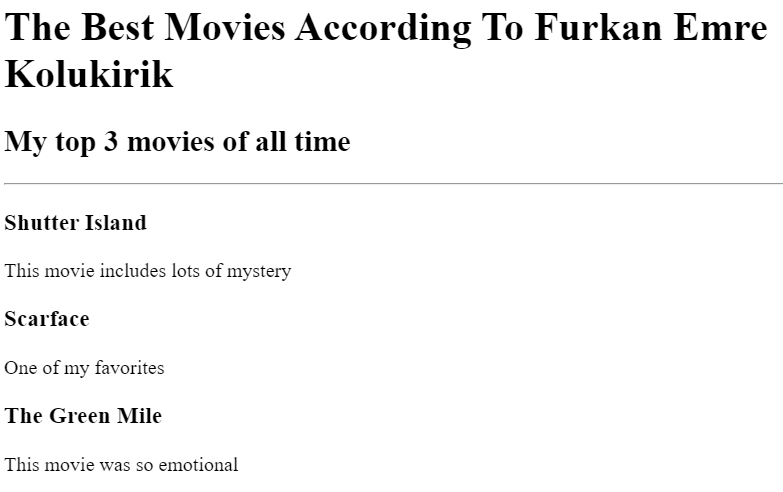 The Best Movies According To Furkan Emre
Kolukirik
My top 3 movies of all time
Shutter Island
This movie includes lots of mystery
Scarface
One of my favorites
The Green Mile
This movie was so emotional